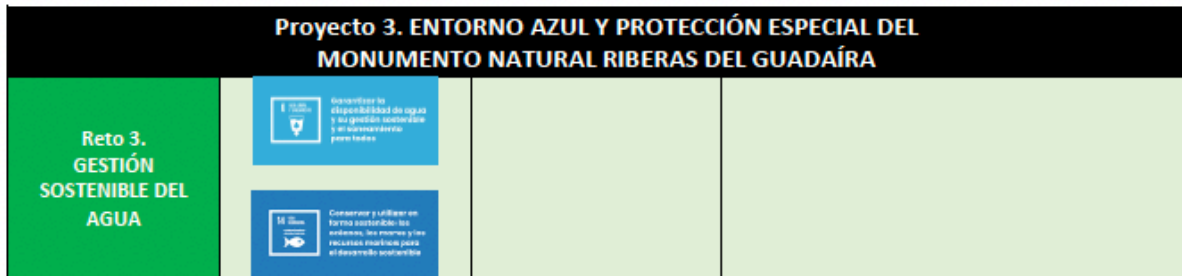 Proyecto 3. ENTORNO AZUL Y PROTECCIÓN ESPECIAL DEL
MONUMENTO NATURAL RIBERAS DEL GUADAÍRA
Reto 3.
GESTIÓN
SOSTENIBLE DEL
AGUA
Garantizar la
disponibilidad de agua
y su gestión sostenible
y el saneamiento
para todos
14
Conservar y utilizar en
forma sostenible los
océanos, los mares y los
recursos marinos para
el desarrollo sostenible